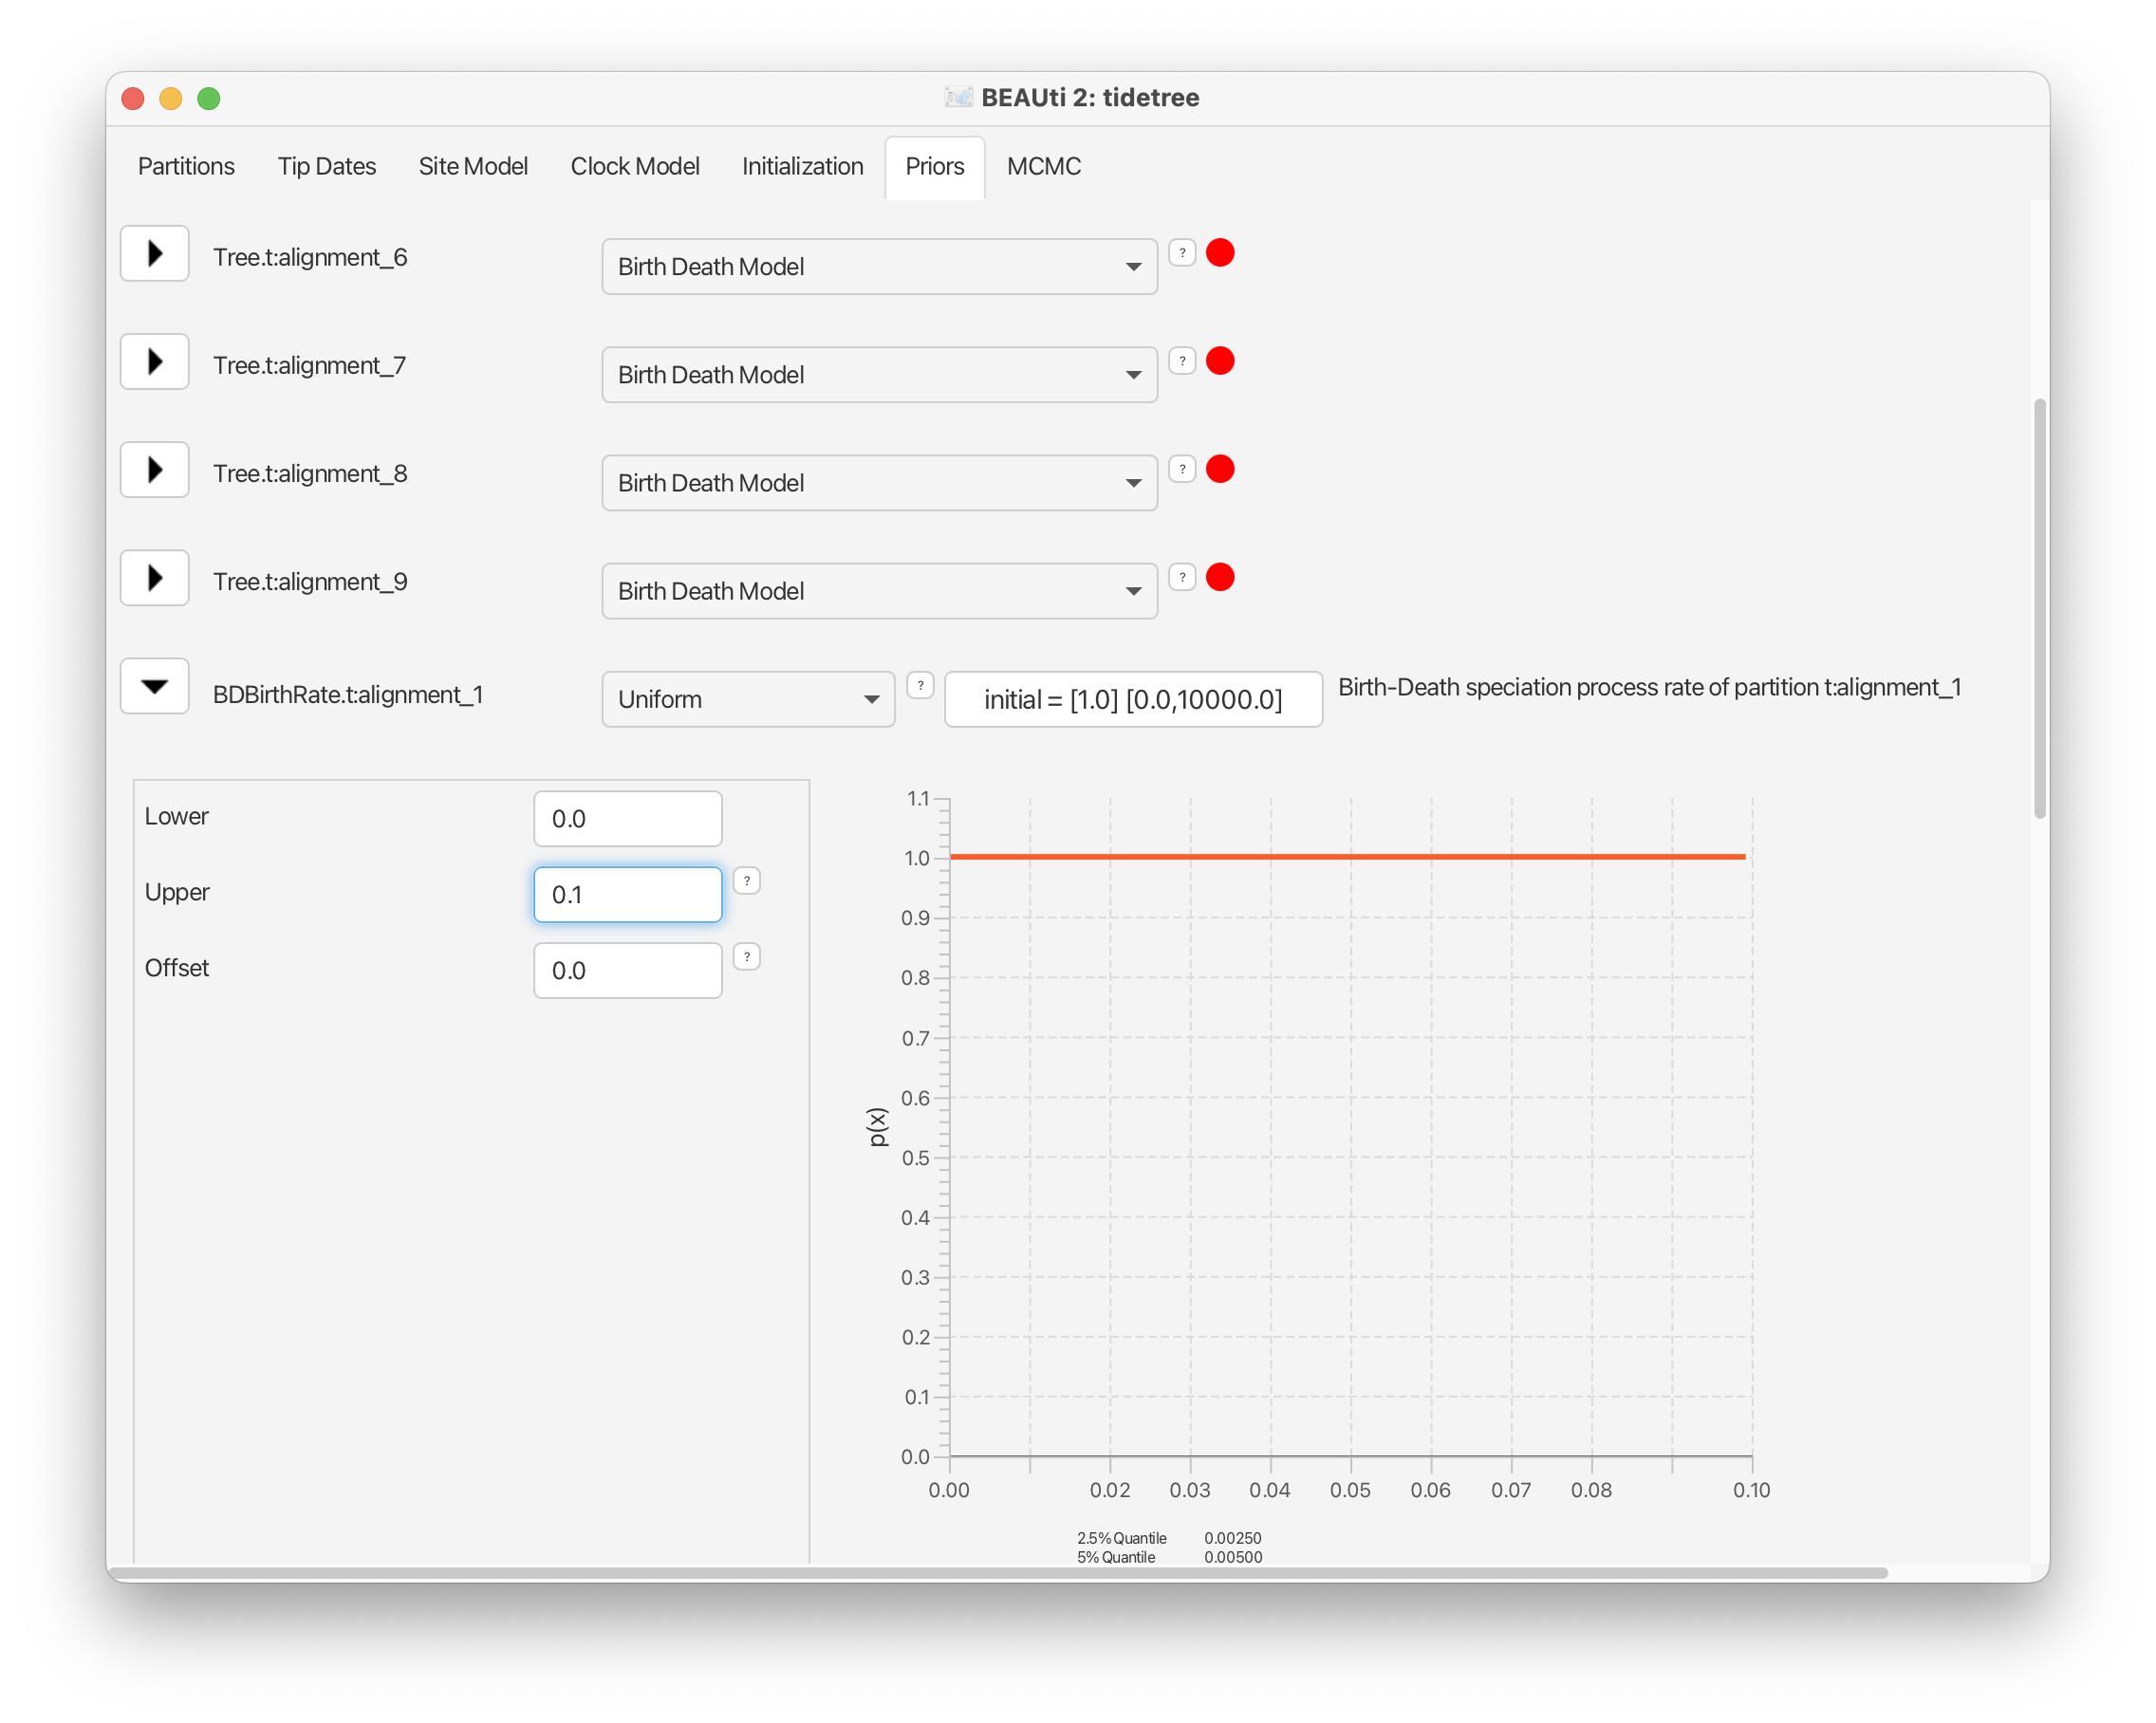 BEAUti 2: tidetree
Partitions Tip Dates Site Model Clock Model Initialization Priors MCMC
Tree.t:alignment_6 Birth Death Model ?
Tree.t:alignment_7 Birth Death Model ?
Tree.t:alignment_8 Birth Death Model ?
Tree.t:alignment_9 Birth Death Model ?
BDBirthRate.t:alignment_1 Uniform ? initial = [1.0] [0.0,10000.0] Birth-Death speciation process rate of partition t:alignment_1
Lower 0.0
Upper 0.1 ?
Offset 0.0 ?
p(x)
1.1
1.0
0.9
0.8
0.7
0.6
0.5
0.4
0.3
0.2
0.1
0.0
0.00 0.02 0.03 0.04 0.05 0.06 0.07 0.08 0.10
2.5% Quantile 0.00250
5% Quantile 0.00500